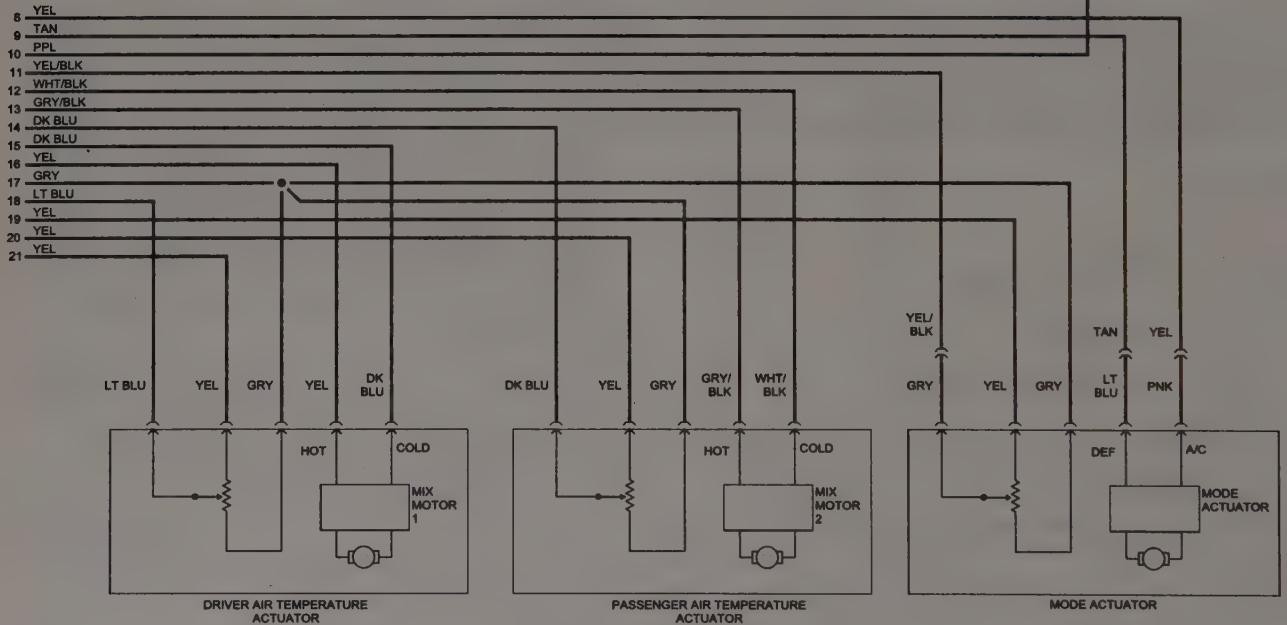 8 YEL
9 TAN
10 PPL
11 YEL/BLK
12 WHT/BLK
13 GRY/BLK
14 DK BLU
15 DK BLU
16 YEL
17 GRY
18 LT BLU
19 YEL
20 YEL
21 YEL
YEL/
BLK
TAN
YEL
LT BLU
YEL
GRY
YEL
DK
BLU
DK BLU
YEL
GRY
GRY/
BLK
WHT/
BLK
GRY
YEL
GRY
LT
BLU
PNK
HOT
COLD
MIX
MOTOR
1
HOT
COLD
MIX
MOTOR
2
DEF
A/C
MODE
ACTUATOR
DRIVER AIR TEMPERATURE
ACTUATOR
PASSENGER AIR TEMPERATURE
ACTUATOR
MODE ACTUATOR